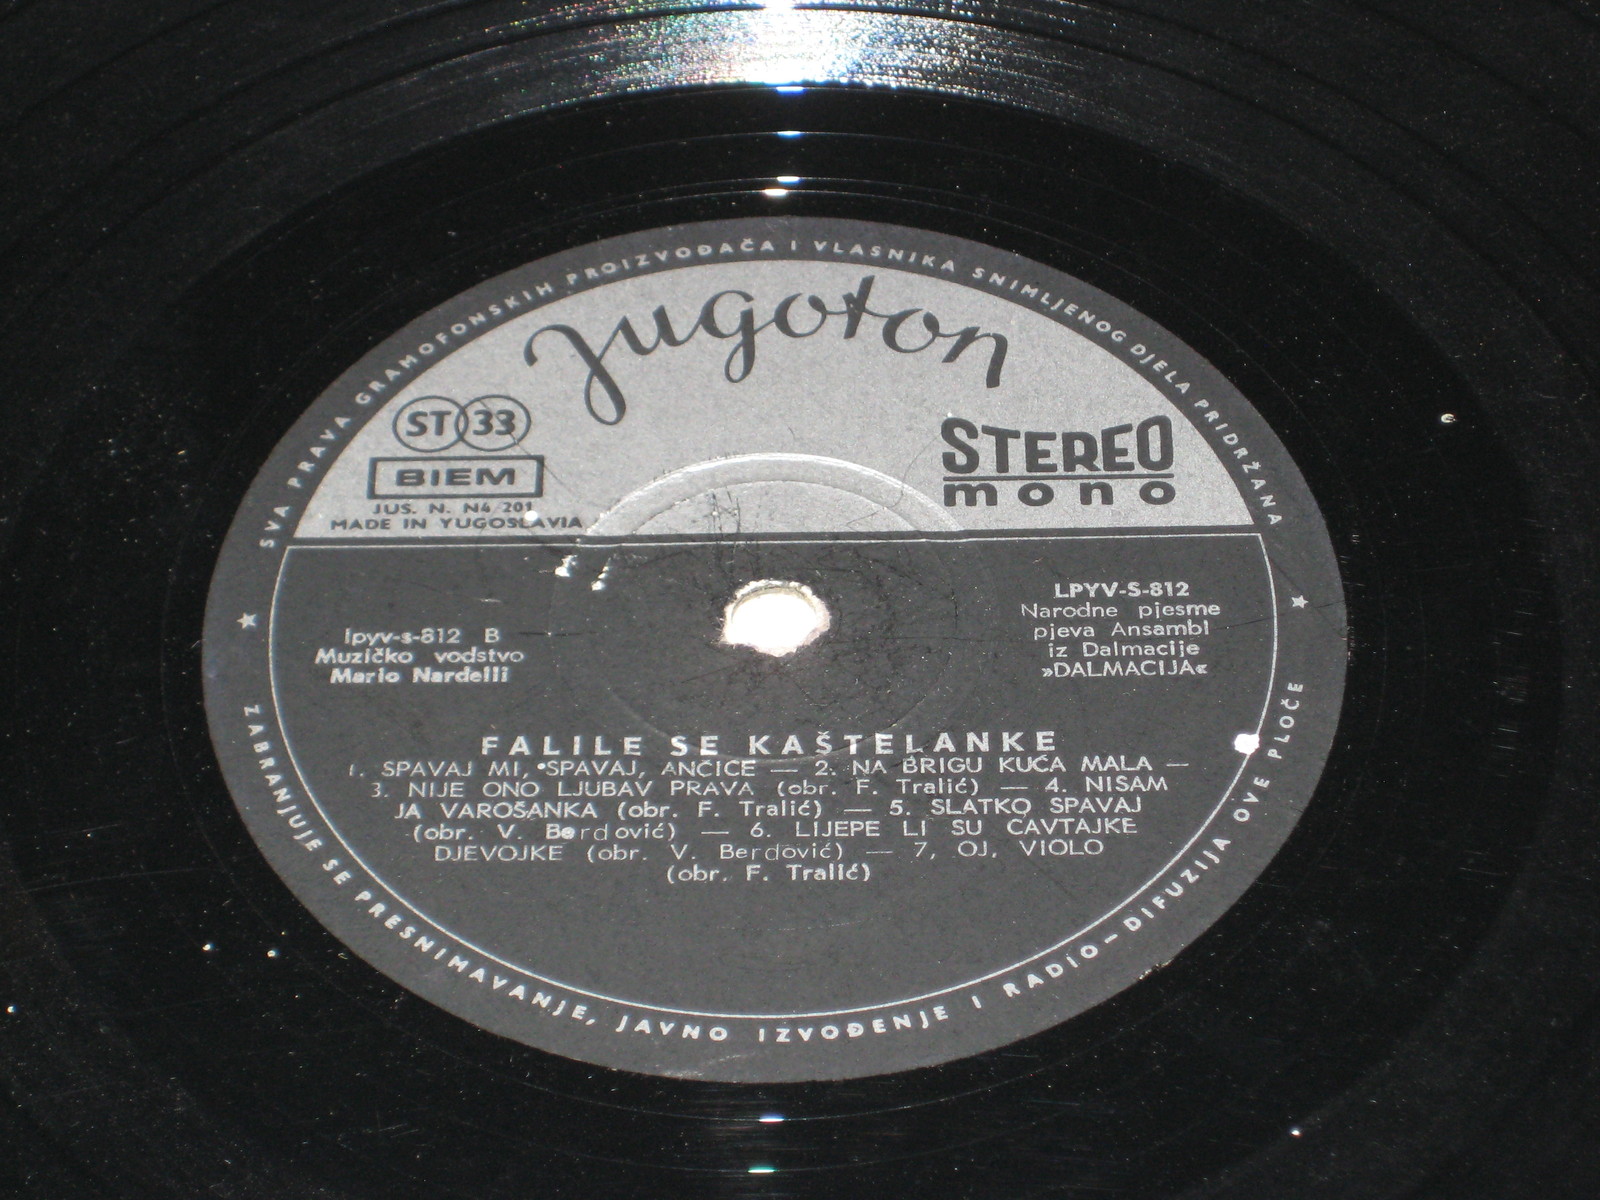 SVA PRAVA GRAMOFONSKIH PROIZVOĐAČA I VLASNIKA SNIMLJENOG DJELA PRIDRŽANA
Jugoton
ST 33
BIEM
JUS. N. N4 201
MADE IN YUGOSLAVIA
STEREO
mono
lpyv-s-812 B
Muzičko vodstvo
Mario Nardelli
LPYV-S-812
Narodne pjesme
pjeva Ansambl
iz Dalmacije
»DALMACIJA«
FALILE SE KAŠTELANKE
1. SPAVAJ MI, SPAVAJ, ANČICE — 2. NA BRIGU KUĆA MALA —
3. NIJE ONO LJUBAV PRAVA (obr. F. Tralić) — 4. NISAM
JA VAROŠANKA (obr. F. Tralić) — 5. SLATKO SPAVAJ
(obr. V. Berdović) — 6. LIJEPE LI SU CAVTAJKE
DJEVOJKE (obr. V. Berdović) — 7, OJ, VIOLO
(obr. F. Tralić)
ZABRANJUJE SE PRESNIMAVANJE, JAVNO IZVOĐENJE I RADIO-DIFUZIJA OVE PLOČE